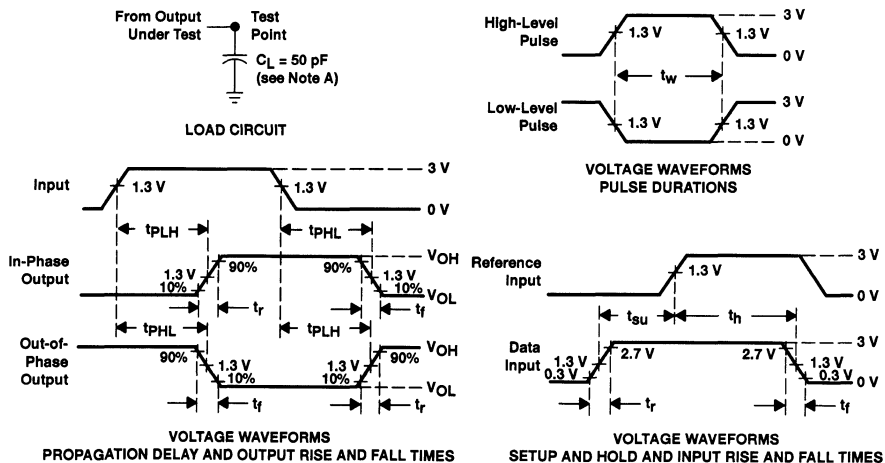 From Output
Under Test
Test
Point
CL = 50 pF
(see Note A)
LOAD CIRCUIT
High-Level
Pulse
1.3 V
1.3 V
3 V
0 V
tw
Low-Level
Pulse
1.3 V
1.3 V
3 V
0 V
VOLTAGE WAVEFORMS
PULSE DURATIONS
Input
1.3 V
1.3 V
3 V
0 V
tPLH
tPHL
In-Phase
Output
1.3 V
10%
90%
90%
1.3 V
10%
VOH
VOL
tr
tf
tPHL
tPLH
Out-of-
Phase
Output
90%
1.3 V
10%
1.3 V
10%
90%
VOH
VOL
tf
tr
VOLTAGE WAVEFORMS
PROPAGATION DELAY AND OUTPUT RISE AND FALL TIMES
Reference
Input
1.3 V
3 V
0 V
tsu
th
Data
Input
1.3 V
0.3 V
2.7 V
2.7 V
1.3 V
0.3 V
3 V
0 V
tr
tf
VOLTAGE WAVEFORMS
SETUP AND HOLD AND INPUT RISE AND FALL TIMES